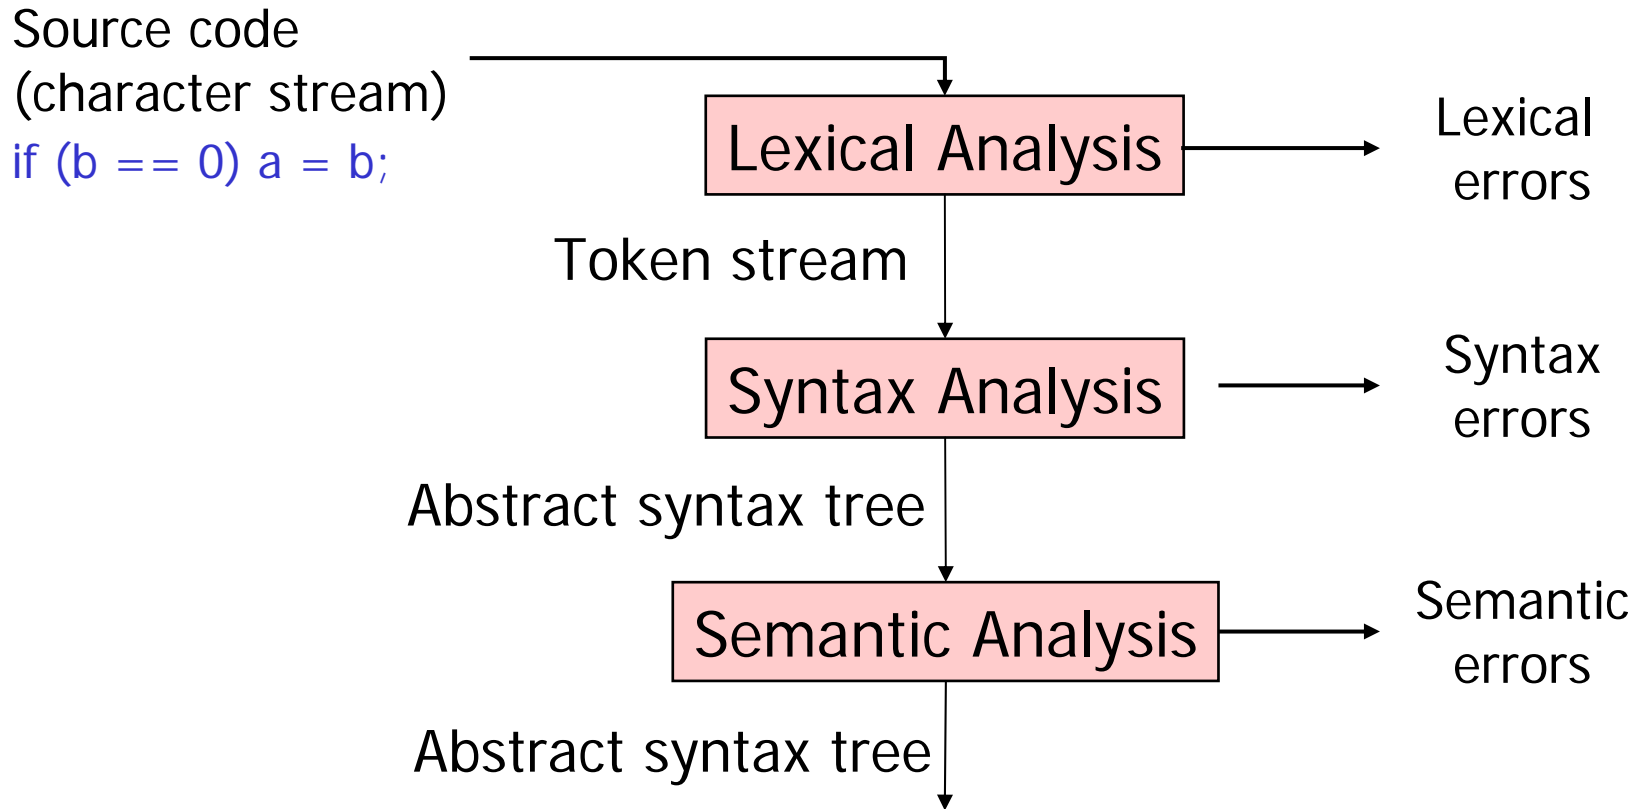 Source code
(character stream)
if (b == 0) a = b;
Lexical Analysis
Lexical
errors
Token stream
Syntax Analysis
Syntax
errors
Abstract syntax tree
Semantic Analysis
Semantic
errors
Abstract syntax tree